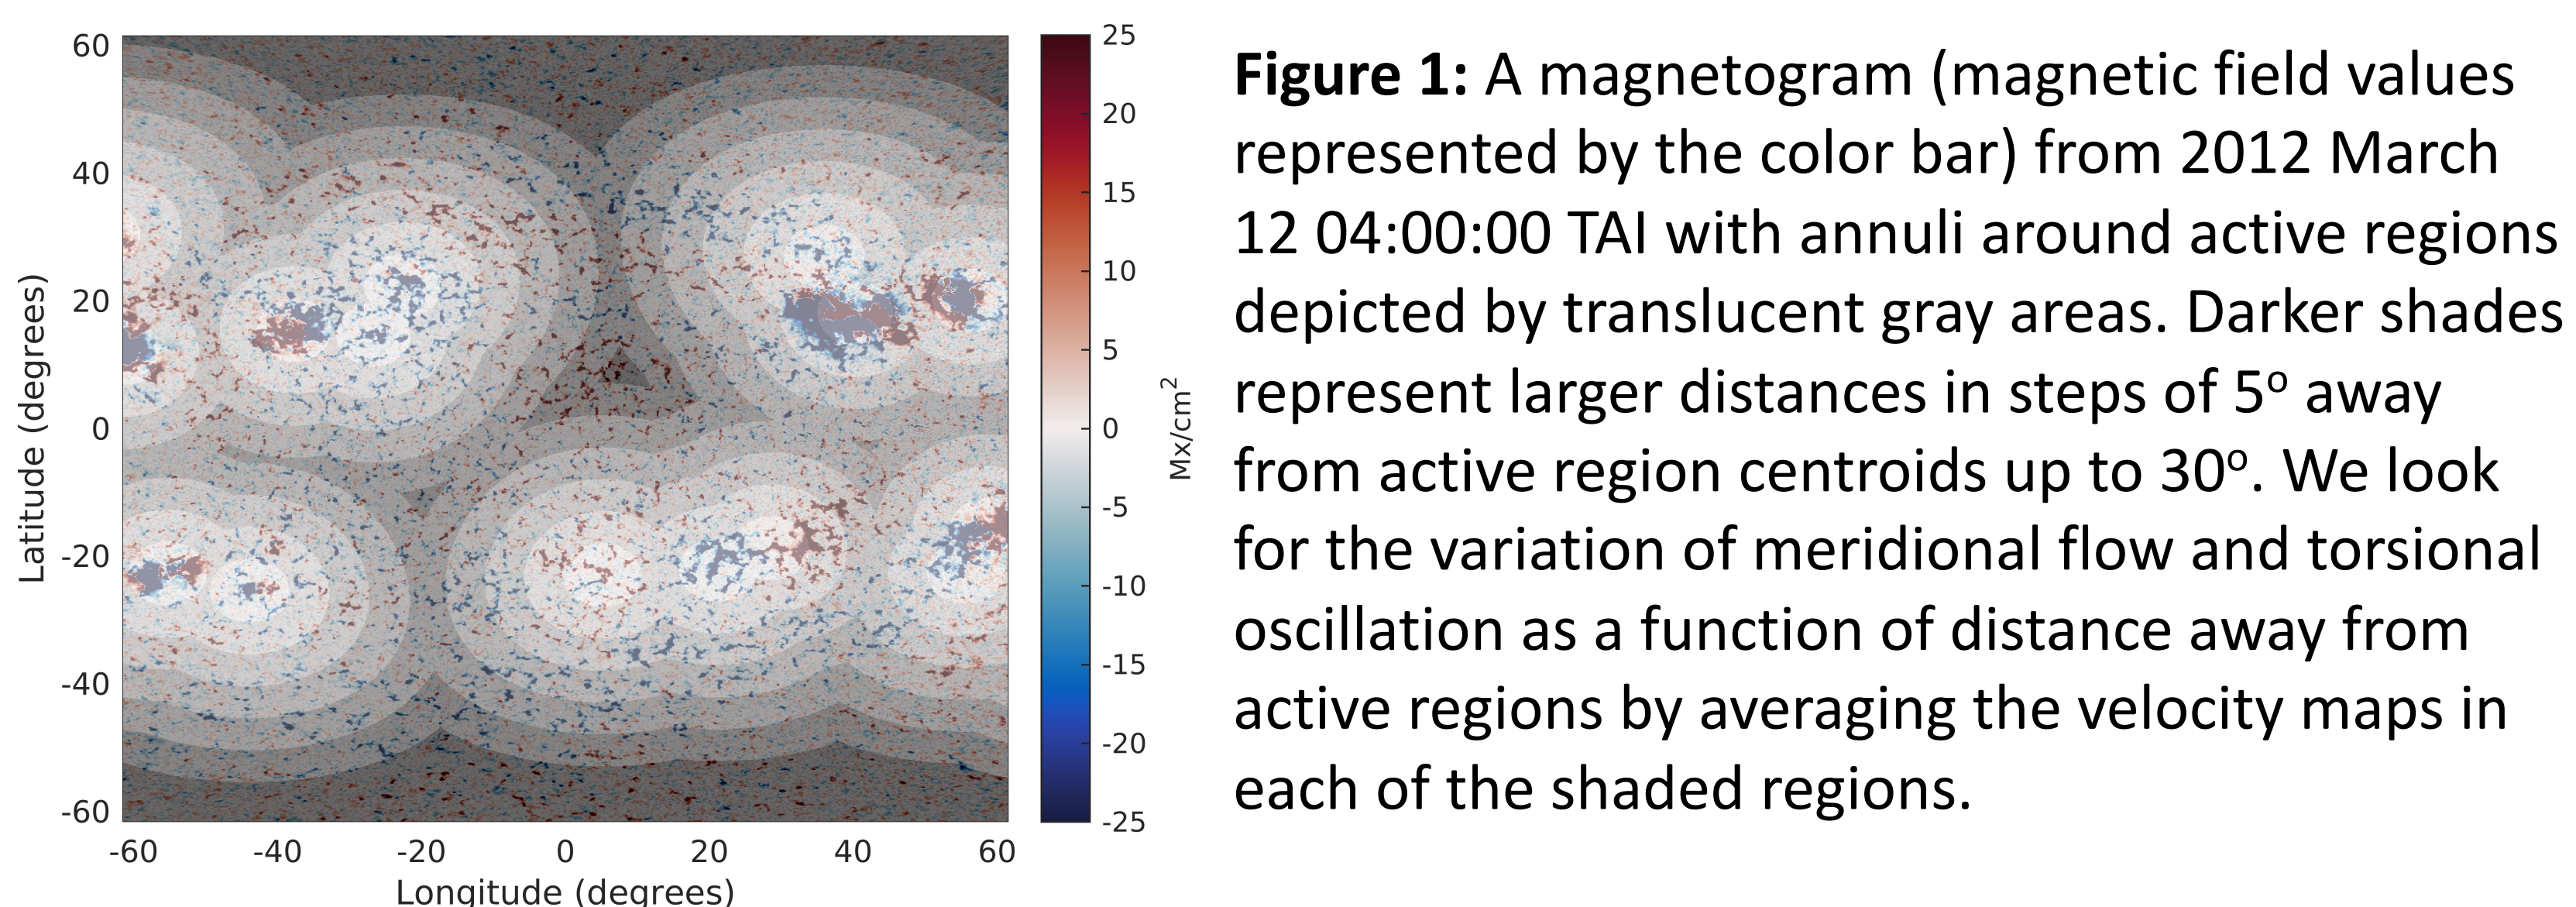 60
40
20
0
-20
-40
-60
Latitude (degrees)
-60 -40 -20 0 20 40 60
Longitude (degrees)
25
20
15
10
5
0
-5
-10
-15
-20
-25
Mx/cm²
Figure 1: A magnetogram (magnetic field values
represented by the color bar) from 2012 March
12 04:00:00 TAI with annuli around active regions
depicted by translucent gray areas. Darker shades
represent larger distances in steps of 5º away
from active region centroids up to 30º. We look
for the variation of meridional flow and torsional
oscillation as a function of distance away from
active regions by averaging the velocity maps in
each of the shaded regions.